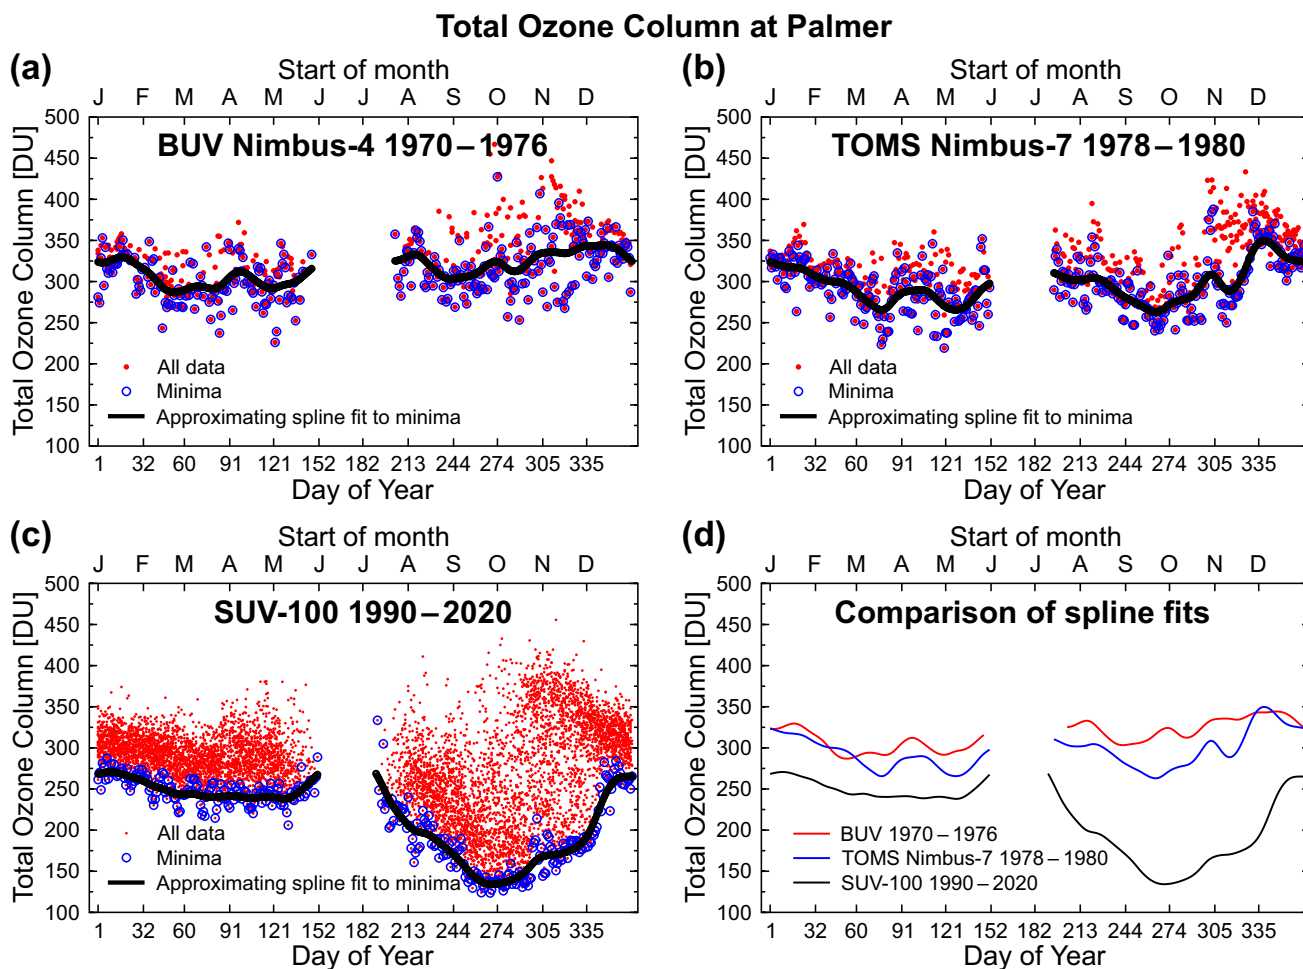 Total Ozone Column at Palmer
(a)
Start of month
J F M A M J J A S O N D
Total Ozone Column [DU]
500
450
400
350
300
250
200
150
100
BUV Nimbus-4 1970–1976
All data
Minima
Approximating spline fit to minima
1 32 60 91 121 152 182 213 244 274 305 335
Day of Year
(b)
Start of month
J F M A M J J A S O N D
Total Ozone Column [DU]
500
450
400
350
300
250
200
150
100
TOMS Nimbus-7 1978–1980
All data
Minima
Approximating spline fit to minima
1 32 60 91 121 152 182 213 244 274 305 335
Day of Year
(c)
Start of month
J F M A M J J A S O N D
Total Ozone Column [DU]
500
450
400
350
300
250
200
150
100
SUV-100 1990–2020
All data
Minima
Approximating spline fit to minima
1 32 60 91 121 152 182 213 244 274 305 335
Day of Year
(d)
Start of month
J F M A M J J A S O N D
Total Ozone Column [DU]
500
450
400
350
300
250
200
150
100
Comparison of spline fits
BUV 1970–1976
TOMS Nimbus-7 1978–1980
SUV-100 1990–2020
1 32 60 91 121 152 182 213 244 274 305 335
Day of Year